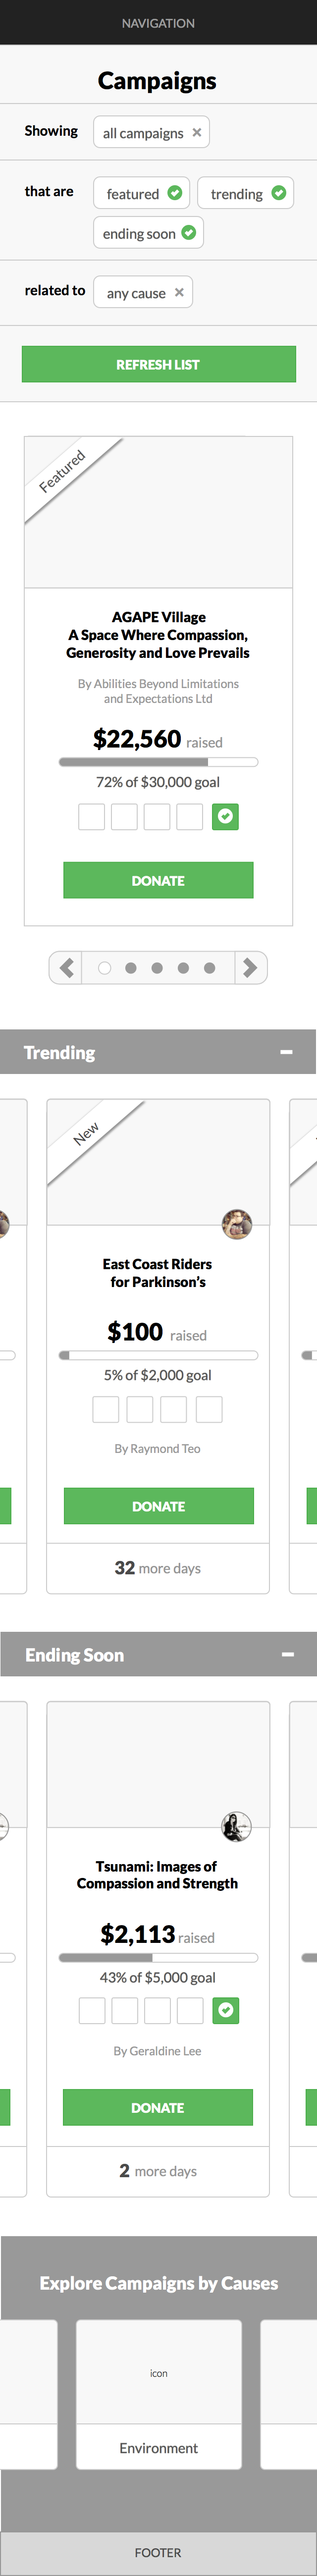 NAVIGATION
Campaigns
Showing
all campaigns ×
that are
featured
trending
ending soon
related to
any cause ×
REFRESH LIST
Featured
AGAPE Village
A Space Where Compassion,
Generosity and Love Prevails
By Abilities Beyond Limitations
and Expectations Ltd
$22,560 raised
72% of $30,000 goal
DONATE
Trending
New
East Coast Riders
for Parkinson's
$100 raised
5% of $2,000 goal
By Raymond Teo
DONATE
32 more days
Ending Soon
Tsunami: Images of
Compassion and Strength
$2,113 raised
43% of $5,000 goal
By Geraldine Lee
DONATE
2 more days
Explore Campaigns by Causes
icon
Environment
FOOTER